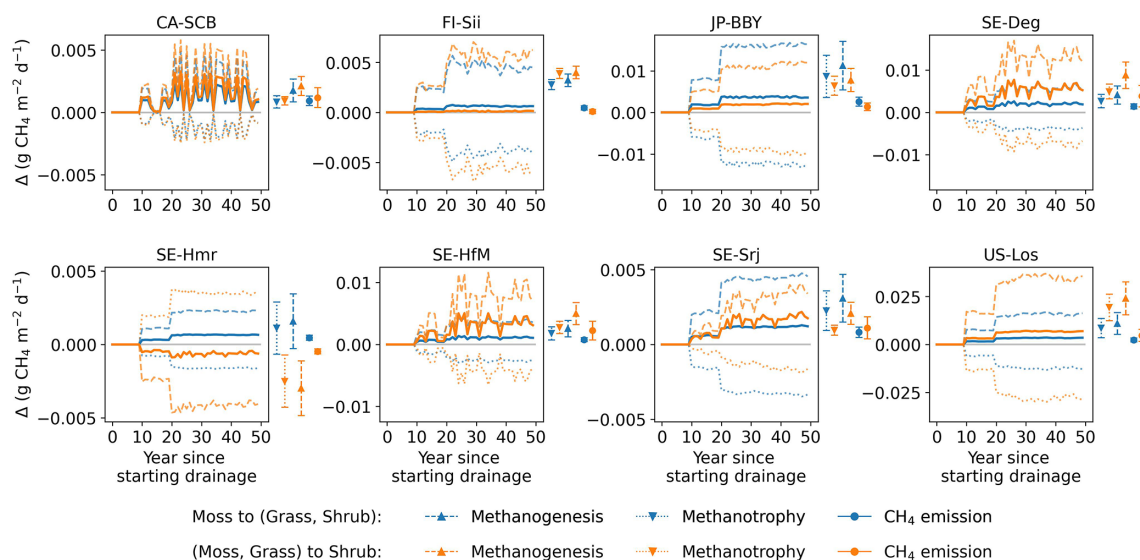 CA-SCB
FI-Sii
JP-BBY
SE-Deg
Δ (g CH₄ m⁻² d⁻¹)
0.005
0.000
−0.005
0 10 20 30 40 50
0.005
0.000
−0.005
0 10 20 30 40 50
0.01
0.00
−0.01
0 10 20 30 40 50
0.01
0.00
−0.01
0 10 20 30 40 50
SE-Hmr
SE-HfM
SE-Srj
US-Los
Δ (g CH₄ m⁻² d⁻¹)
0.005
0.000
−0.005
0 10 20 30 40 50
Year since
starting drainage
0.01
0.00
−0.01
0 10 20 30 40 50
Year since
starting drainage
0.005
0.000
−0.005
0 10 20 30 40 50
Year since
starting drainage
0.025
0.000
−0.025
0 10 20 30 40 50
Year since
starting drainage
Moss to (Grass, Shrub): Methanogenesis Methanotrophy CH₄ emission
(Moss, Grass) to Shrub: Methanogenesis Methanotrophy CH₄ emission